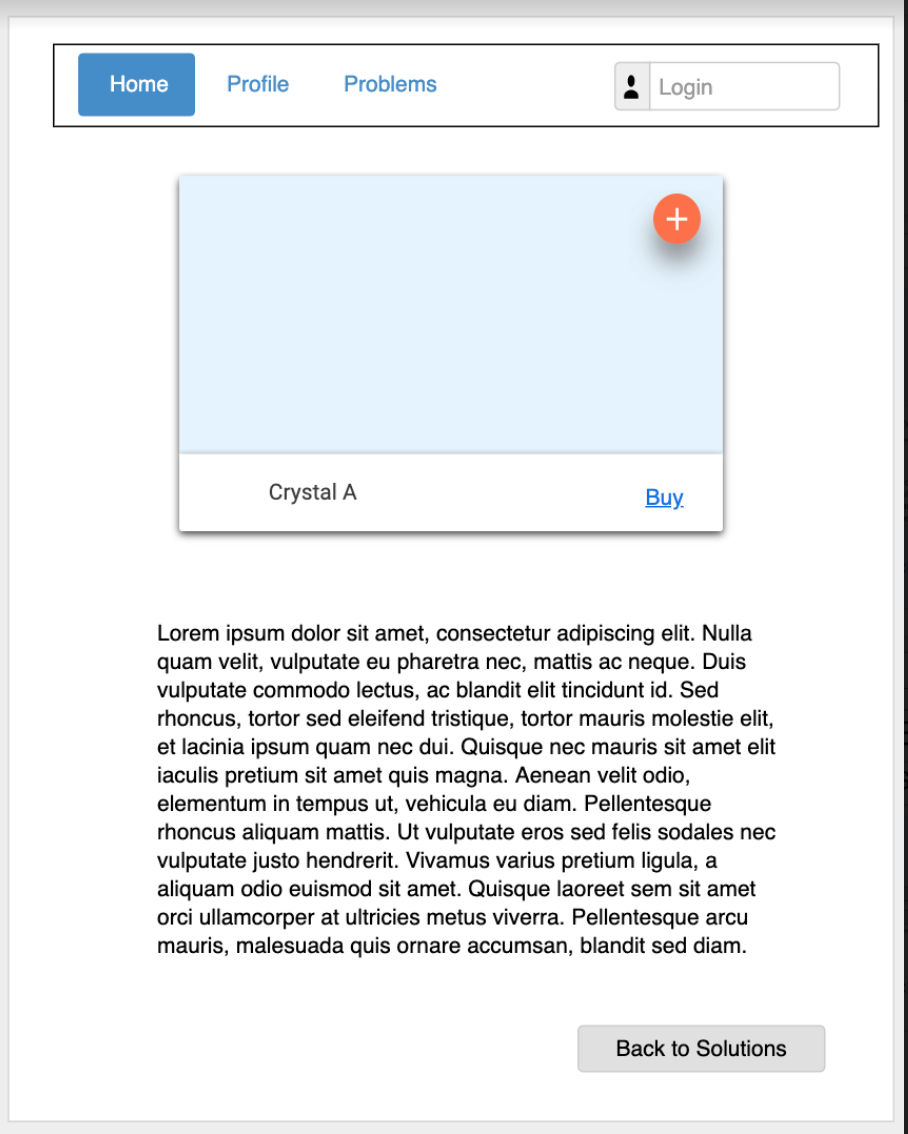 Home Profile Problems Login
+
Crystal A Buy
Lorem ipsum dolor sit amet, consectetur adipiscing elit. Nulla
quam velit, vulputate eu pharetra nec, mattis ac neque. Duis
vulputate commodo lectus, ac blandit elit tincidunt id. Sed
rhoncus, tortor sed eleifend tristique, tortor mauris molestie elit,
et lacinia ipsum quam nec dui. Quisque nec mauris sit amet elit
iaculis pretium sit amet quis magna. Aenean velit odio,
elementum in tempus ut, vehicula eu diam. Pellentesque
rhoncus aliquam mattis. Ut vulputate eros sed felis sodales nec
vulputate justo hendrerit. Vivamus varius pretium ligula, a
aliquam odio euismod sit amet. Quisque laoreet sem sit amet
orci ullamcorper at ultricies metus viverra. Pellentesque arcu
mauris, malesuada quis ornare accumsan, blandit sed diam.
Back to Solutions